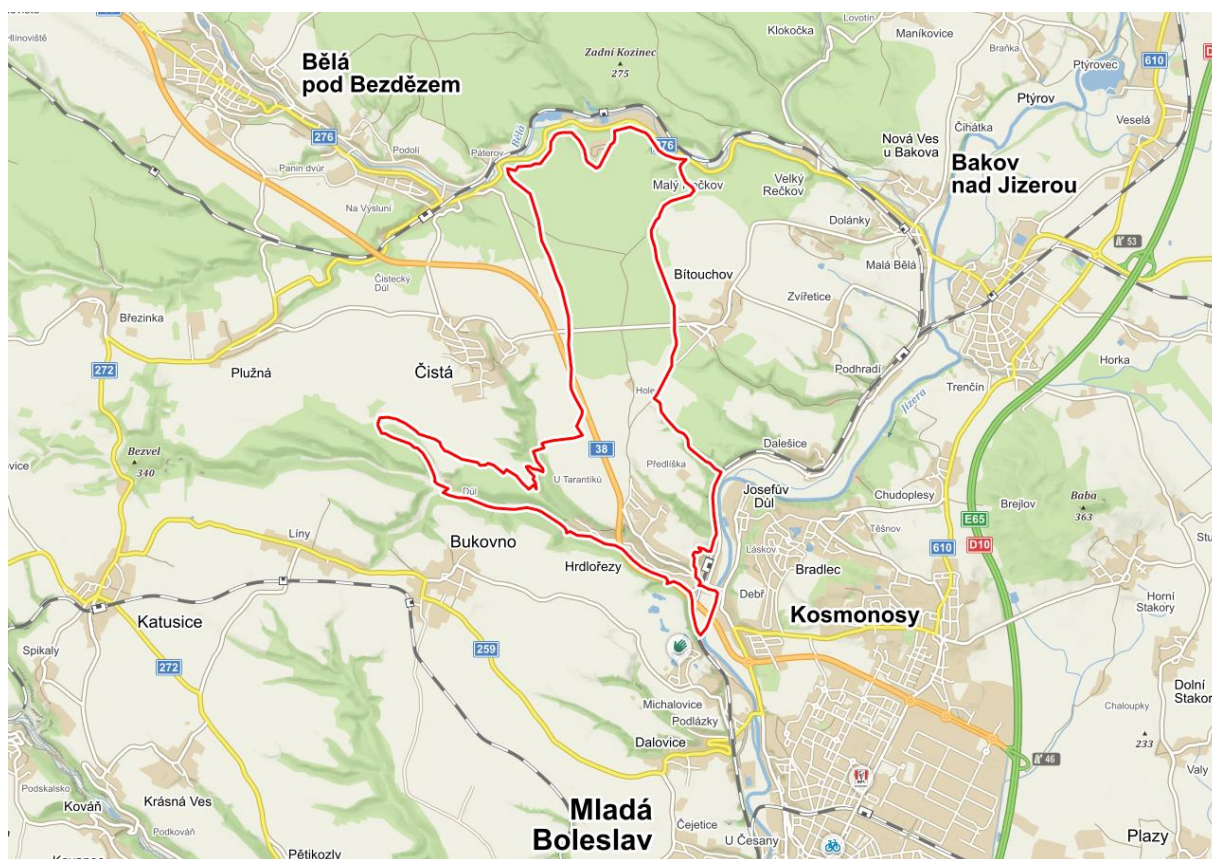 Lovotín
Klokočka
Maníkovice
Hlínoviště
Zadní Kozinec
275
Braňka
Ptýrovec
610
Bělá
pod Bezdězem
Ptýrov
Veselá
Čihátka
Bělá
276
Podolí
Páterov
276
Nová Ves
u Bakova
Bakov
nad Jizerou
Panin dvůr
Malý Rečkov
Velký
Rečkov
Na Výsluní
Dolánky
53
Malá Bělá
Čistecký
Důl
Bítouchov
Zvířetice
Březinka
Horka
272
Plužná
Čistá
Podhradí
Trenčín
Hole
Jizera
Dalešice
38
Bezvel
340
Předliška
U Tarantíků
Josefův
Důl
Chudoplesy
Brejlov
Baba
363
Důl
E65
Těšnov
D10
Líny
Bukovno
Láskov
610
Hrdlořezy
Bradlec
Debř
Horní
Stakory
Katusice
Kosmonosy
Spikaly
259
272
Dolní
Stakory
Michalovice
Chaloupky
Podlázky
Dalovice
233
46
Valy
Podskalsko
Kováň
Krásná Ves
Podkováň
Mladá
Boleslav
Čejetice
U Česany
Plazy
Pětikozly